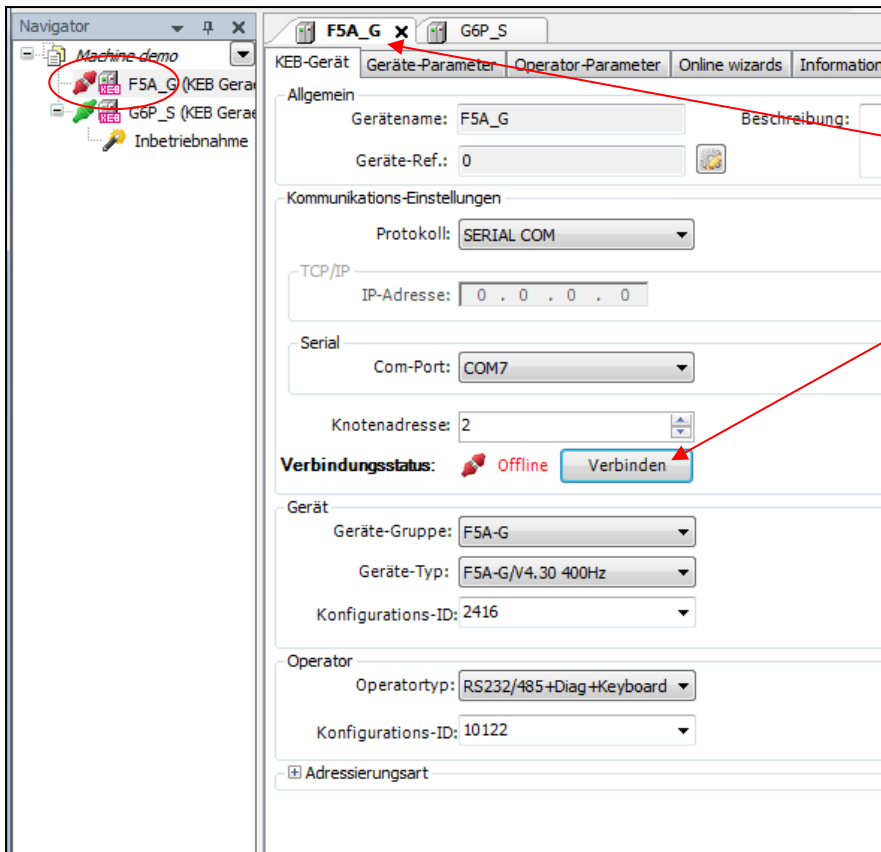 Navigator
Machine demo
F5A_G (KEB Gerae
G6P_S (KEB Gerae
Inbetriebnahme
F5A_G
G6P_S
KEB-Gerät Geräte-Parameter Operator-Parameter Online wizards Information
Allgemein
Gerätename: F5A_G Beschreibung:
Geräte-Ref.: 0
Kommunikations-Einstellungen
Protokoll: SERIAL COM
TCP/IP
IP-Adresse: 0 . 0 . 0 . 0
Serial
Com-Port: COM7
Knotenadresse: 2
Verbindungsstatus: Offline Verbinden
Gerät
Geräte-Gruppe: F5A-G
Geräte-Typ: F5A-G/V4.30 400Hz
Konfigurations-ID: 2416
Operator
Operatortyp: RS232/485+Diag+Keyboard
Konfigurations-ID: 10122
Adressierungsart